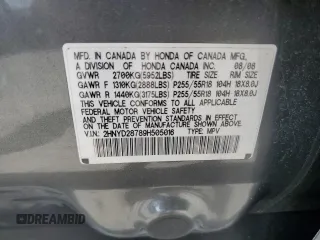 MFD. IN CANADA BY HONDA OF CANADA MFG.,
A DIVISION OF HONDA CANADA INC. 08/08
GVWR 2700KG(5952LBS) TIRE SIZE RIM SIZE
GAWR F 1310KG(2888LBS) P255/55R18 104H 18X8.0J
GAWR R 1440KG(3175LBS) P255/55R18 104H 18X8.0J
THIS VEHICLE CONFORMS TO ALL APPLICABLE
FEDERAL MOTOR VEHICLE SAFETY AND
THEFT PREVENTION STANDARDS IN EFFECT
ON THE DATE OF MANUFACTURE SHOWN ABOVE.
V.I.N: 2HNYD28789H505016 TYPE: MPV
DREAMBID